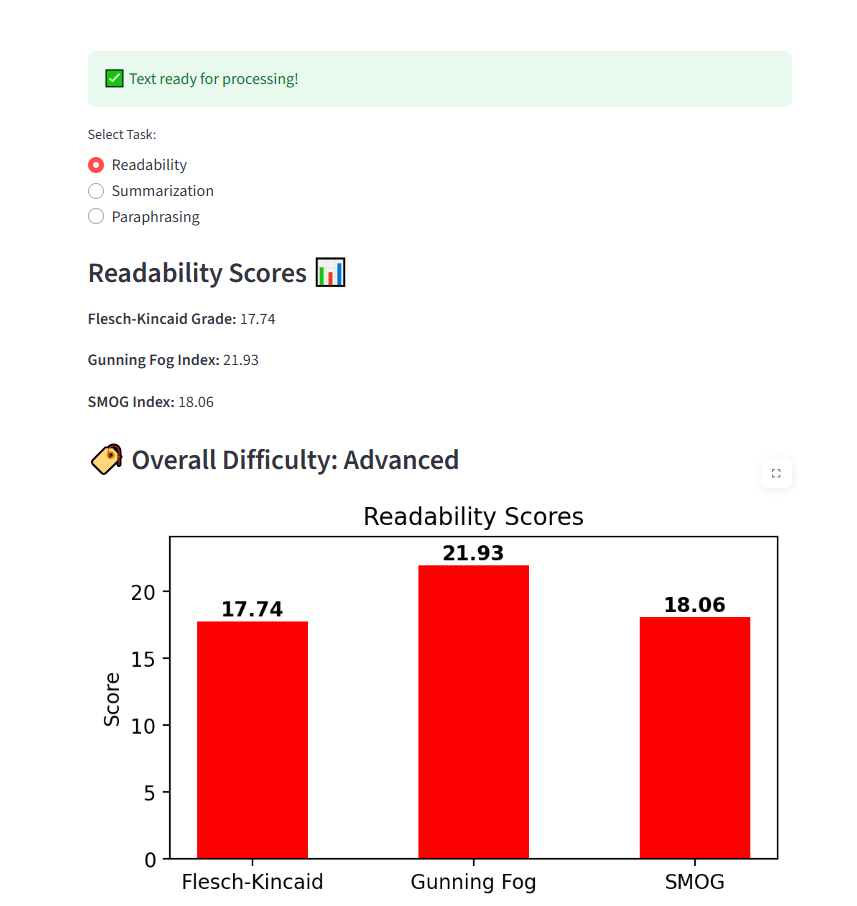 Text ready for processing!
Select Task:
Readability
Summarization
Paraphrasing
Readability Scores
Flesch-Kincaid Grade: 17.74
Gunning Fog Index: 21.93
SMOG Index: 18.06
Overall Difficulty: Advanced
Readability Scores
21.93
17.74
18.06
20
15
10
5
0
Score
Flesch-Kincaid
Gunning Fog
SMOG